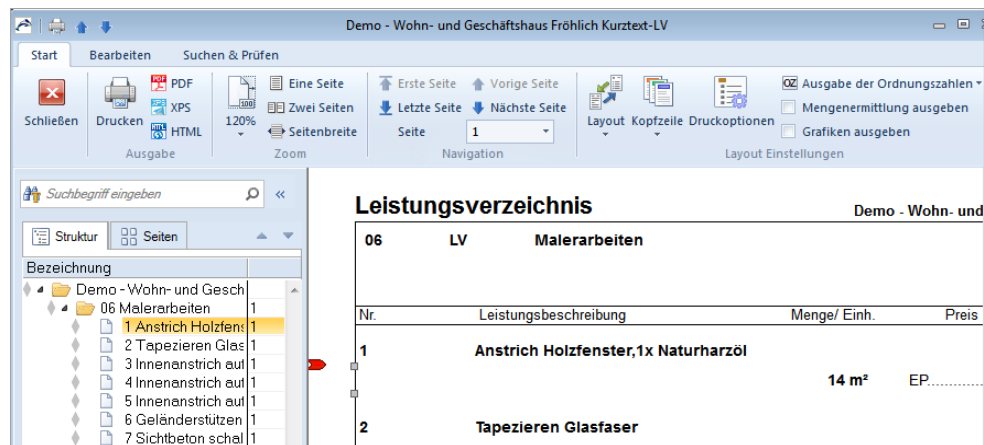 Demo - Wohn- und Geschäftshaus Fröhlich Kurztext-LV
Start Bearbeiten Suchen & Prüfen
Schließen
Drucken
PDF
XPS
HTML
Ausgabe
120%
Eine Seite
Zwei Seiten
Seitenbreite
Zoom
Erste Seite Vorige Seite
Letzte Seite Nächste Seite
Seite 1
Navigation
Layout Kopfzeile Druckoptionen
OZ Ausgabe der Ordnungszahlen
Mengenermittlung ausgeben
Grafiken ausgeben
Layout Einstellungen
Suchbegriff eingeben «
Struktur Seiten
Bezeichnung
Demo - Wohn- und Gesch
06 Malerarbeiten 1
1 Anstrich Holzfens 1
2 Tapezieren Glas 1
3 Innenanstrich auf 1
4 Innenanstrich auf 1
5 Innenanstrich auf 1
6 Geländerstützen 1
7 Sichtbeton schal 1
Leistungsverzeichnis Demo - Wohn- und
06 LV Malerarbeiten
Nr. Leistungsbeschreibung Menge/ Einh. Preis
1 Anstrich Holzfenster,1x Naturharzöl
14 m² EP.............
2 Tapezieren Glasfaser